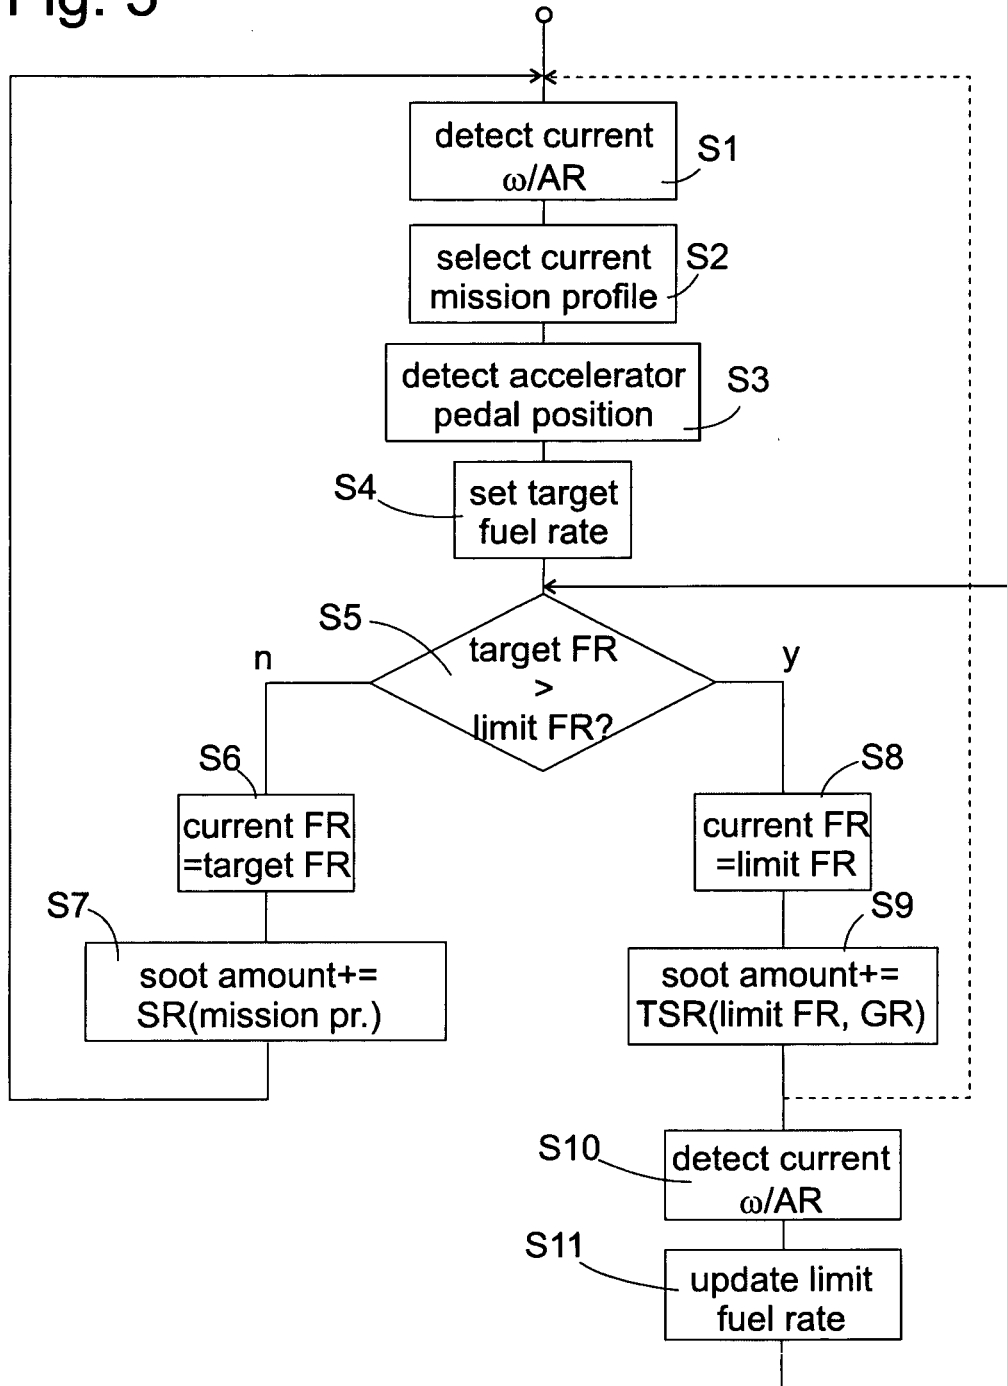 detect current
ω/AR
S1
select current
mission profile
S2
detect accelerator
pedal position
S3
S4
set target
fuel rate
S5
target FR
>
limit FR?
n
y
S6
current FR
=target FR
S8
current FR
=limit FR
S7
soot amount+=
SR(mission pr.)
S9
soot amount+=
TSR(limit FR, GR)
S10
detect current
ω/AR
S11
update limit
fuel rate